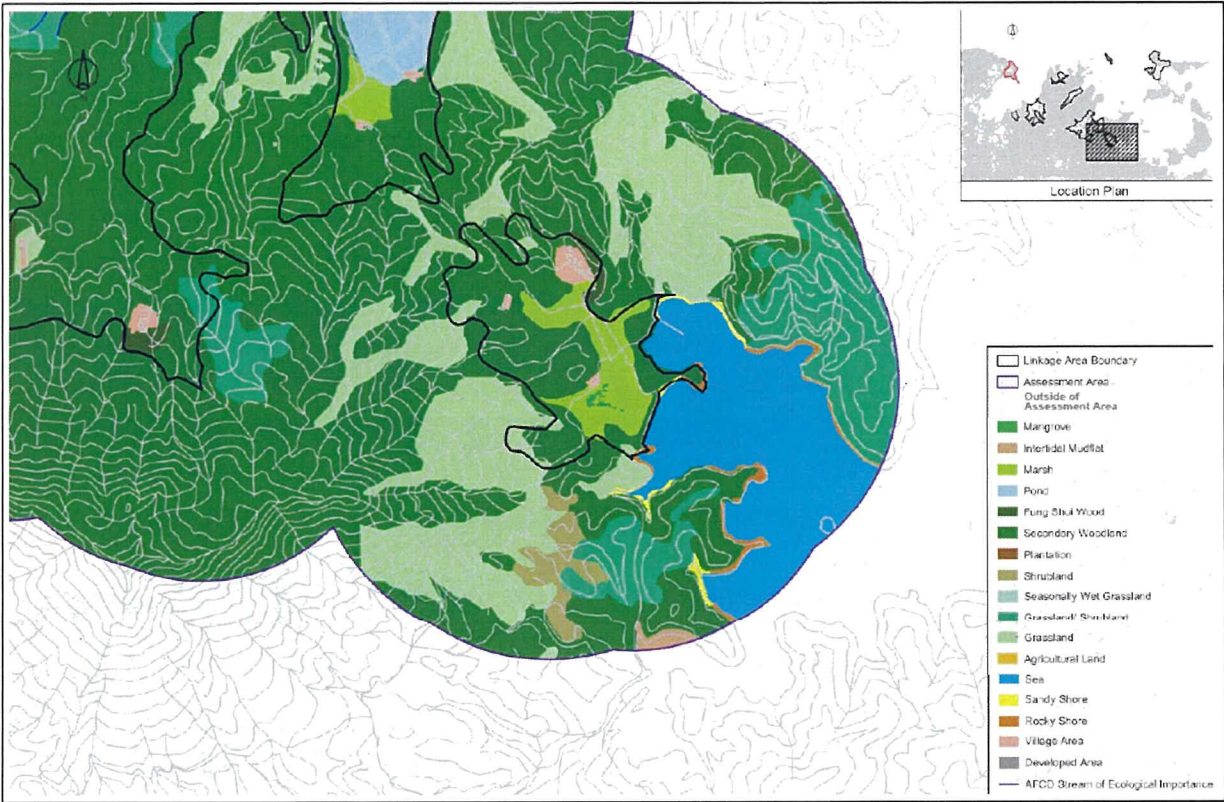 Location Plan
Linkage Area Boundary
Assessment Area
Outside of
Assessment Area
Mangrove
Intertidal Mudflat
Marsh
Pond
Fung Shui Wood
Secondary Woodland
Plantation
Shrubland
Seasonally Wet Grassland
Grassland/ Shrubland
Grassland
Agricultural Land
Sea
Sandy Shore
Rocky Shore
Village Area
Developed Area
AFCD Stream of Ecological Importance